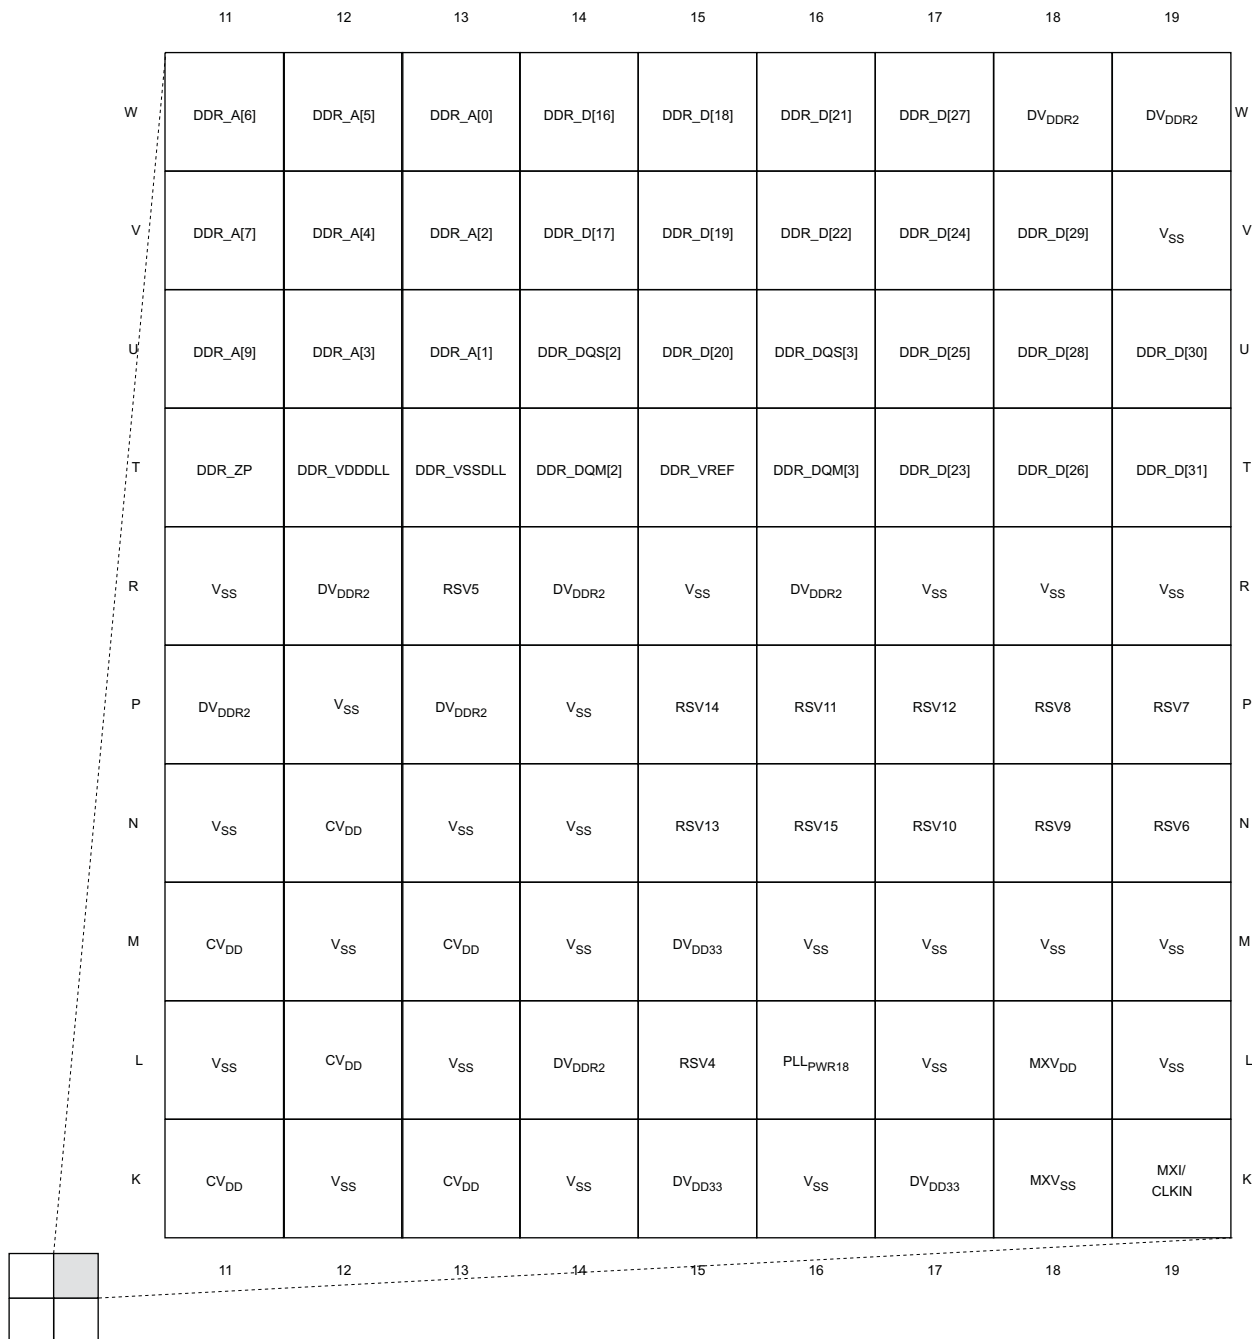 11 12 13 14 15 16 17 18 19
W DDR_A[6] DDR_A[5] DDR_A[0] DDR_D[16] DDR_D[18] DDR_D[21] DDR_D[27] DVDDR2 DVDDR2 W
V DDR_A[7] DDR_A[4] DDR_A[2] DDR_D[17] DDR_D[19] DDR_D[22] DDR_D[24] DDR_D[29] VSS V
U DDR_A[9] DDR_A[3] DDR_A[1] DDR_DQS[2] DDR_D[20] DDR_DQS[3] DDR_D[25] DDR_D[28] DDR_D[30] U
T DDR_ZP DDR_VDDDLL DDR_VSSDLL DDR_DQM[2] DDR_VREF DDR_DQM[3] DDR_D[23] DDR_D[26] DDR_D[31] T
R VSS DVDDR2 RSV5 DVDDR2 VSS DVDDR2 VSS VSS VSS R
P DVDDR2 VSS DVDDR2 VSS RSV14 RSV11 RSV12 RSV8 RSV7 P
N VSS CVDD VSS VSS RSV13 RSV15 RSV10 RSV9 RSV6 N
M CVDD VSS CVDD VSS DVDD33 VSS VSS VSS VSS M
L VSS CVDD VSS DVDDR2 RSV4 PLLPWR18 VSS MXVDD VSS L
K CVDD VSS CVDD VSS DVDD33 VSS DVDD33 MXVSS MXI/ K
CLKIN
11 12 13 14 15 16 17 18 19